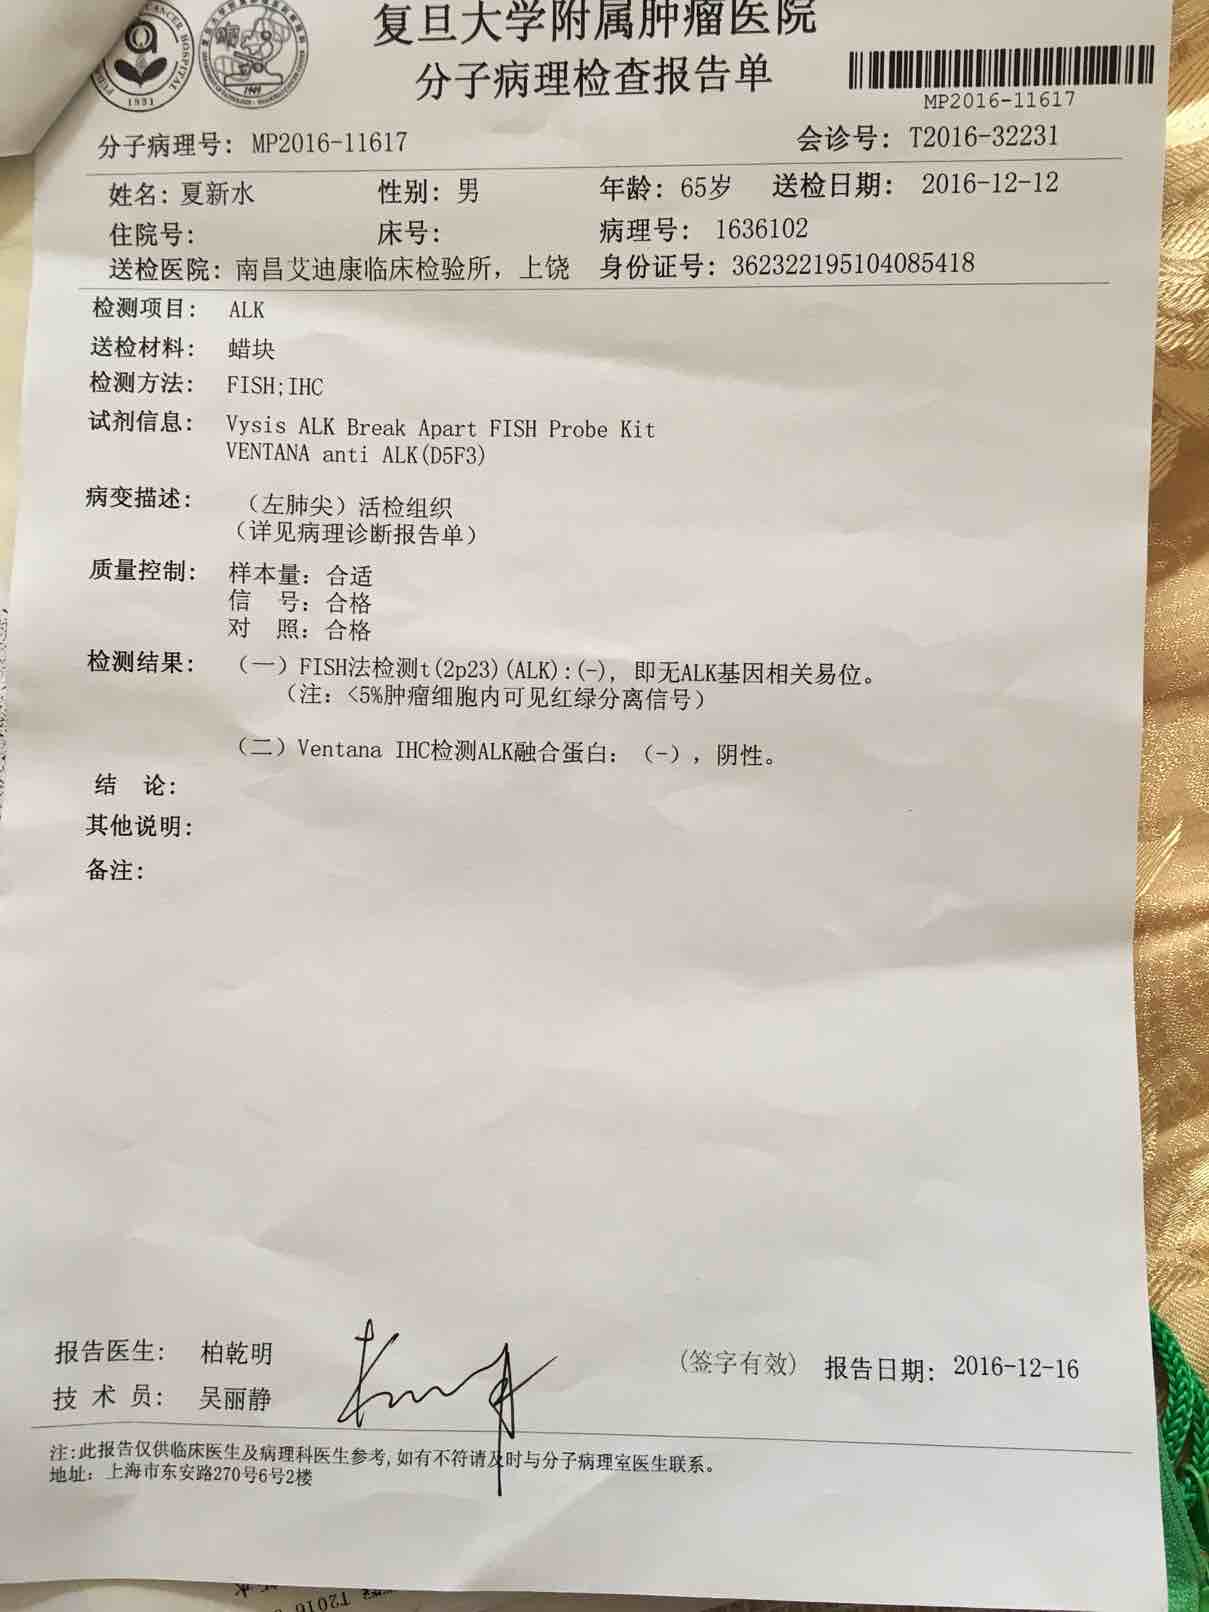 复旦大学附属肿瘤医院
分子病理检查报告单
CANCER HOSPITAL
1931
MP2016-11617
分子病理号: MP2016-11617 会诊号: T2016-32231
姓名: 夏新水 性别: 男 年龄: 65岁 送检日期: 2016-12-12
住院号: 床号: 病理号: 1636102
送检医院: 南昌艾迪康临床检验所, 上饶 身份证号: 362322195104085418
检测项目: ALK
送检材料: 蜡块
检测方法: FISH;IHC
试剂信息: Vysis ALK Break Apart FISH Probe Kit
VENTANA anti ALK(D5F3)
病变描述: （左肺尖）活检组织
（详见病理诊断报告单）
质量控制: 样本量: 合适
信 号: 合格
对 照: 合格
检测结果: （一）FISH法检测t(2p23)(ALK):(-), 即无ALK基因相关易位。
（注: <5%肿瘤细胞内可见红绿分离信号）
（二）Ventana IHC检测ALK融合蛋白: （-）, 阴性。
结 论:
其他说明:
备注:
报告医生: 柏乾明 (签字有效) 报告日期: 2016-12-16
技 术 员: 吴丽静
注:此报告仅供临床医生及病理科医生参考,如有不符请及时与分子病理室医生联系。
地址: 上海市东安路270号6号2楼
T2016